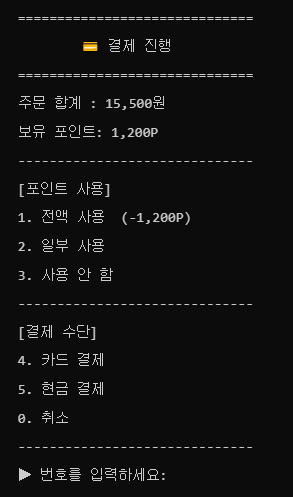 ==============================
💳 결제 진행
==============================
주문 합계 : 15,500원
보유 포인트: 1,200P
------------------------------
[포인트 사용]
1. 전액 사용  (-1,200P)
2. 일부 사용
3. 사용 안 함
------------------------------
[결제 수단]
4. 카드 결제
5. 현금 결제
0. 취소
------------------------------
▶ 번호를 입력하세요: